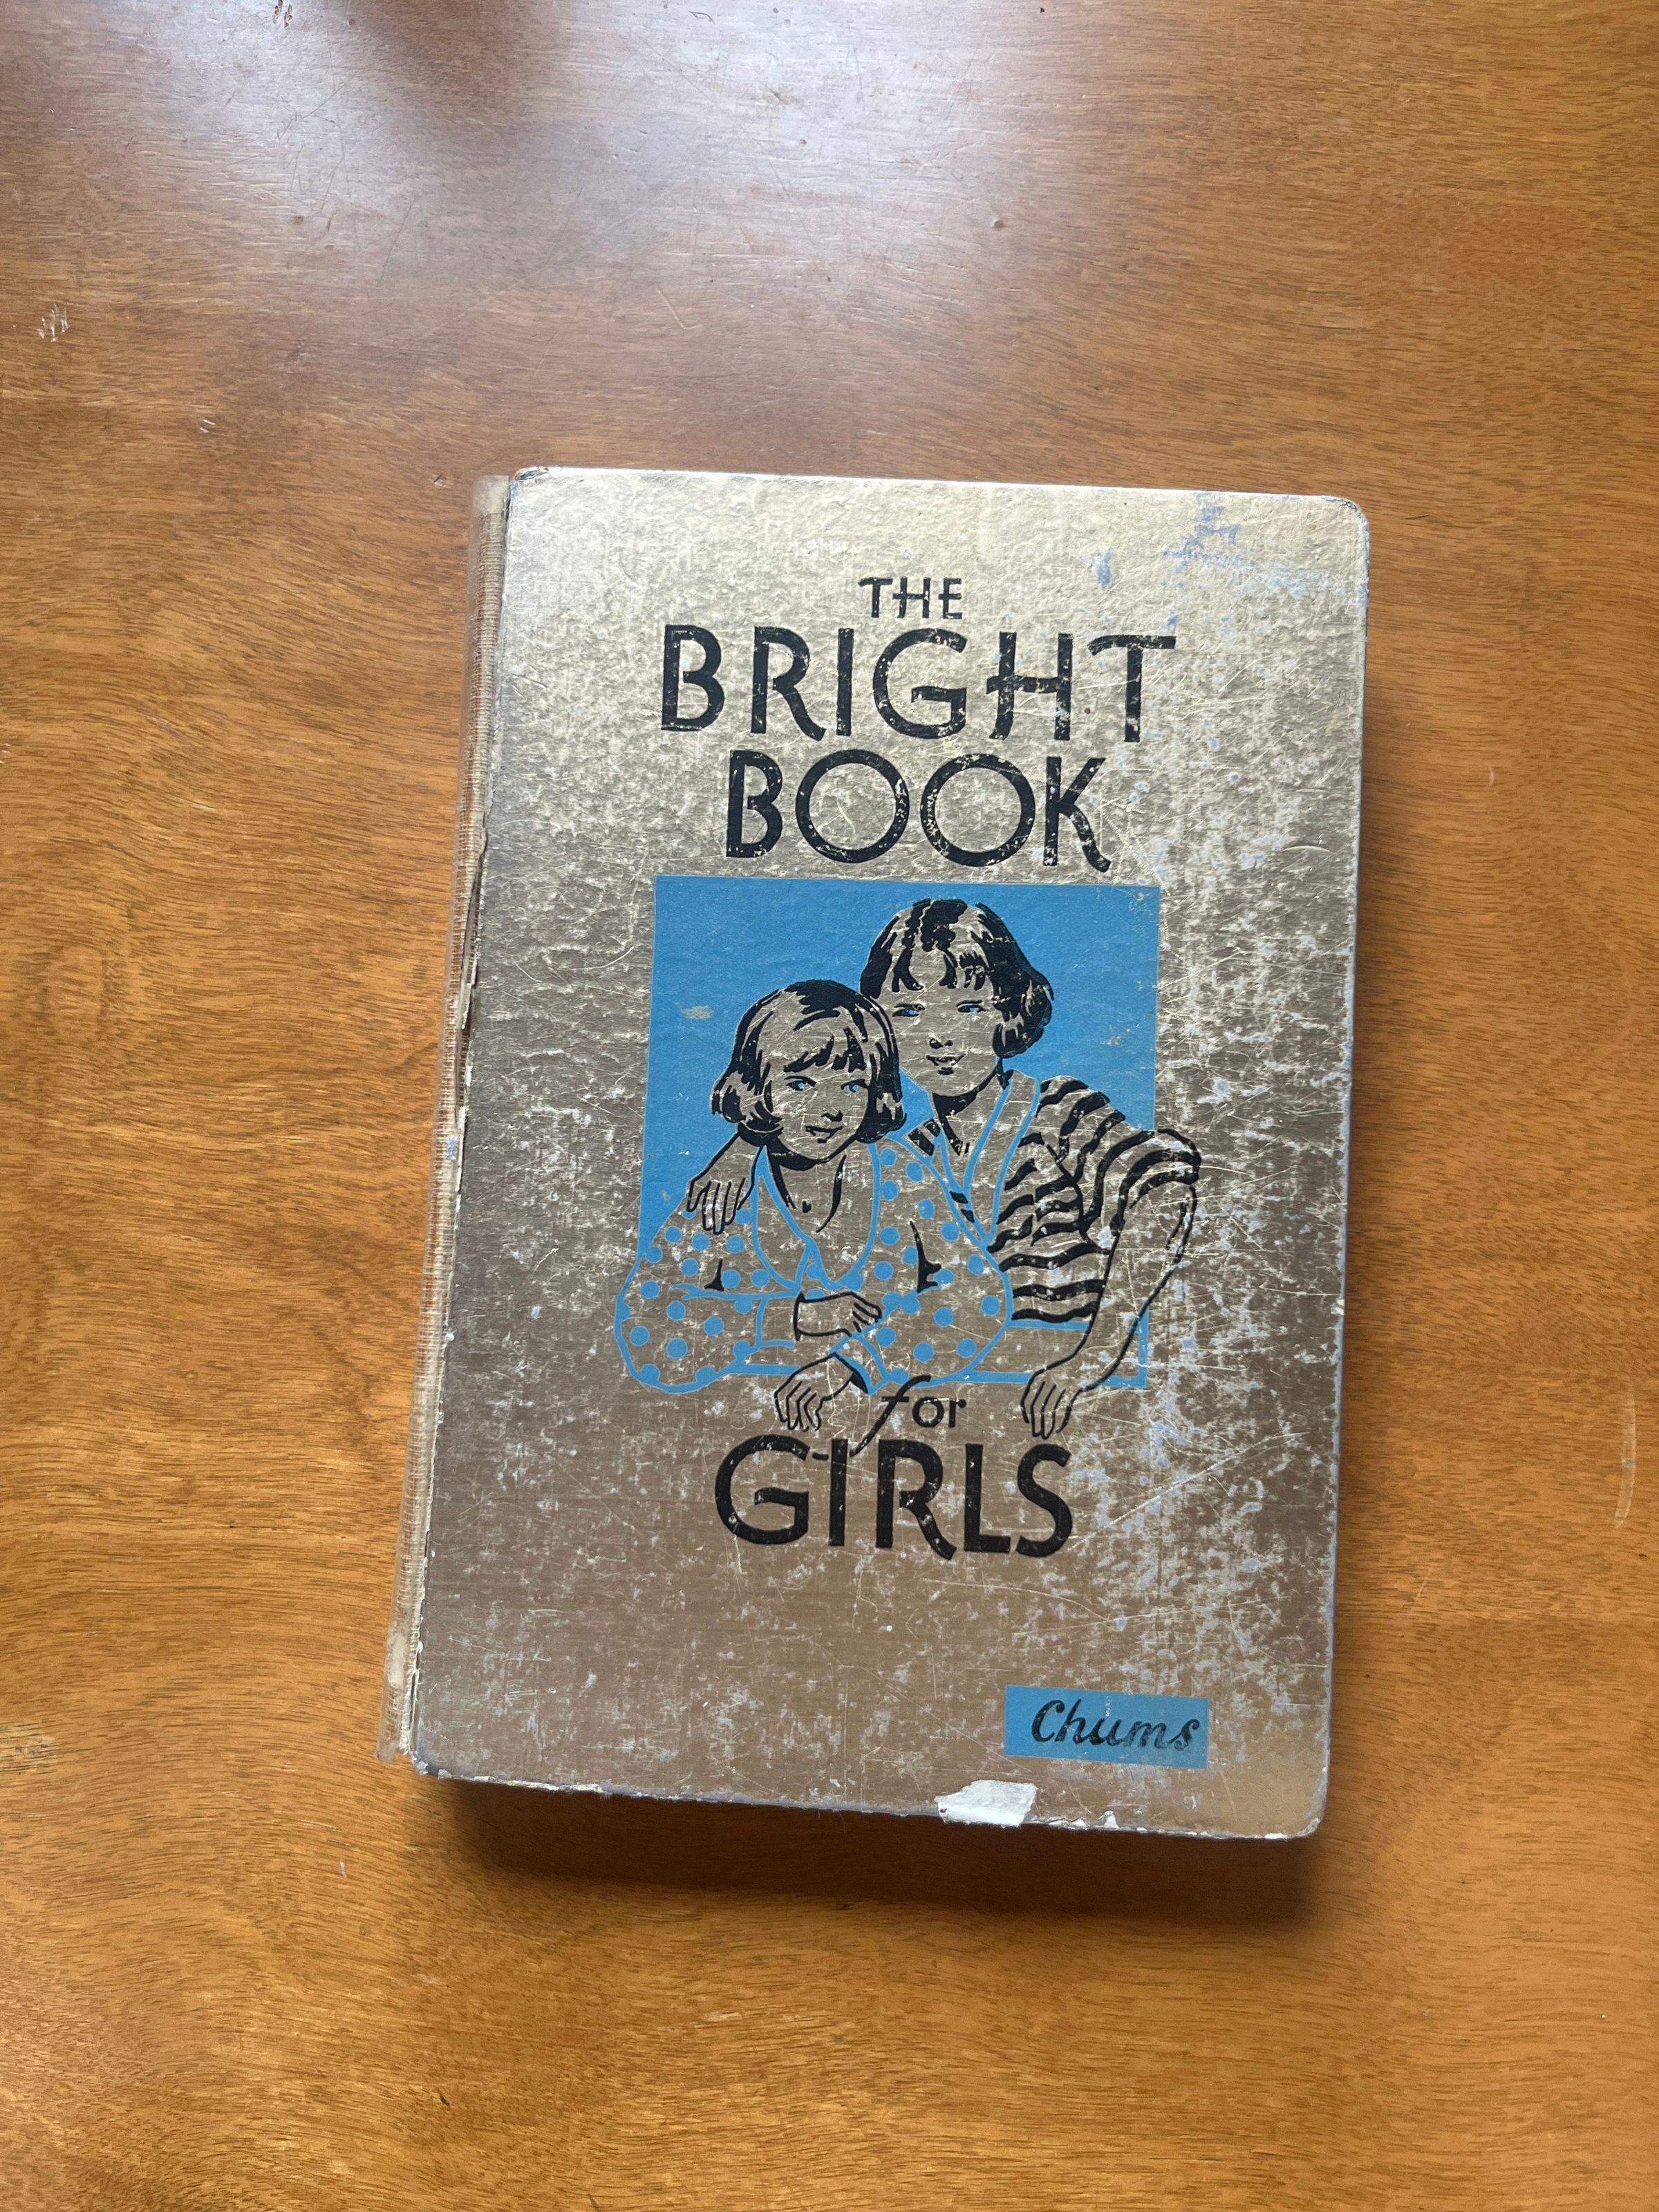 THE
BRIGHT
BOOK
for
GIRLS
Chums